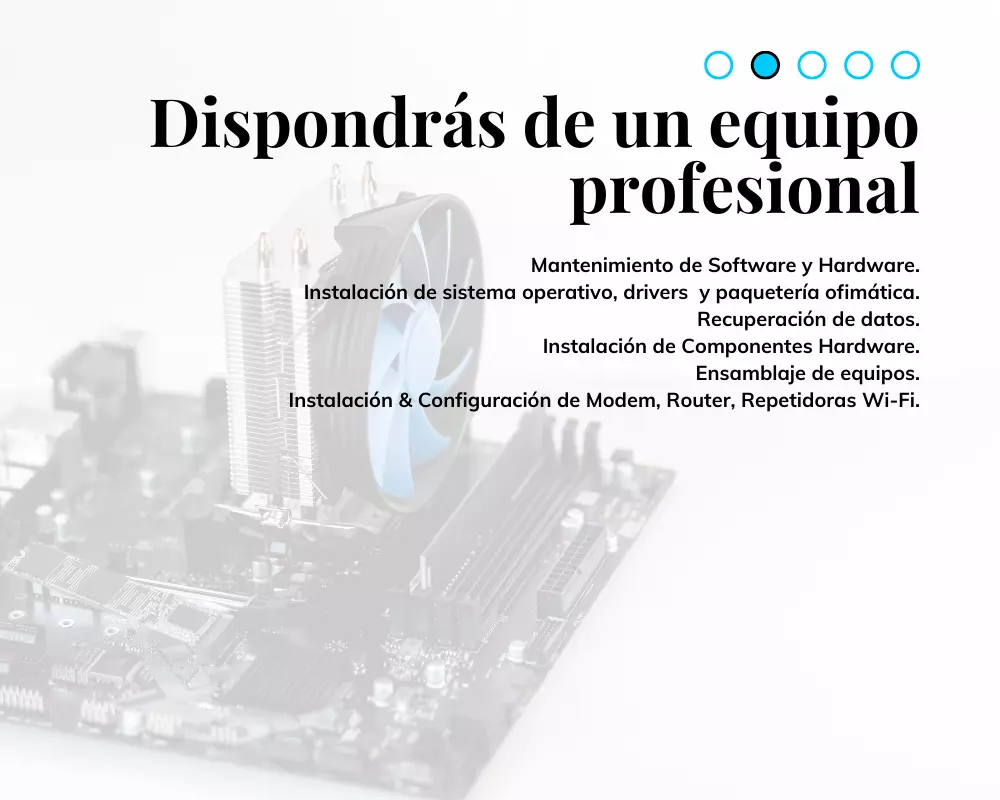 Dispondrás de un equipo
profesional
Mantenimiento de Software y Hardware.
Instalación de sistema operativo, drivers  y paquetería ofimática.
Recuperación de datos.
Instalación de Componentes Hardware.
Ensamblaje de equipos.
Instalación & Configuración de Modem, Router, Repetidoras Wi-Fi.